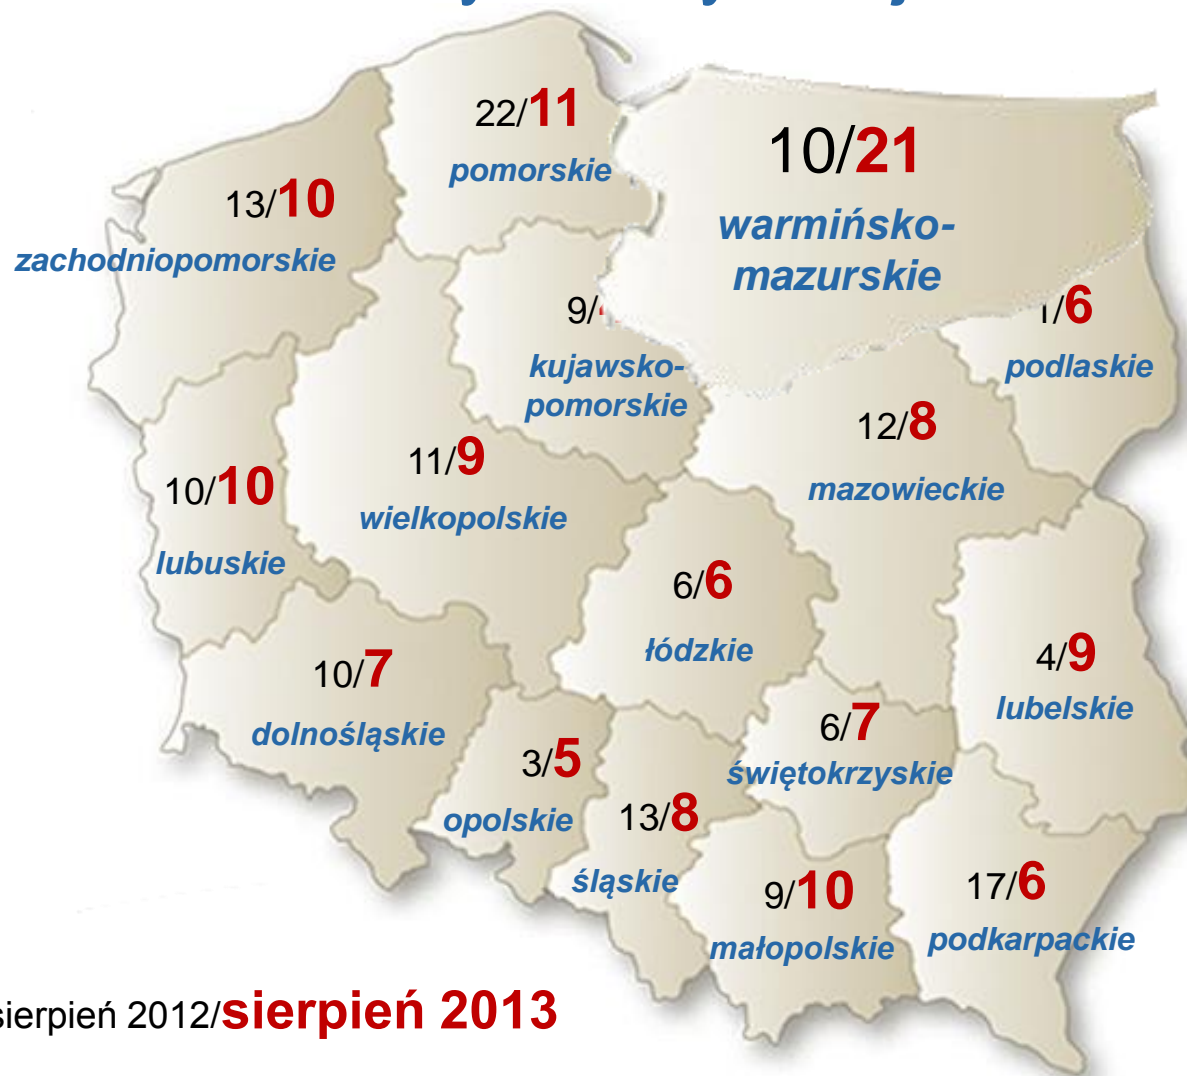 22/11
pomorskie
10/21
warmińsko-
mazurskie
13/10
zachodniopomorskie
9/
kujawsko-
pomorskie
1/6
podlaskie
12/8
mazowieckie
11/9
wielkopolskie
10/10
lubuskie
6/6
łódzkie
4/9
lubelskie
10/7
dolnośląskie
6/7
świętokrzyskie
3/5
opolskie
13/8
śląskie
9/10
małopolskie
17/6
podkarpackie
sierpień 2012/sierpień 2013